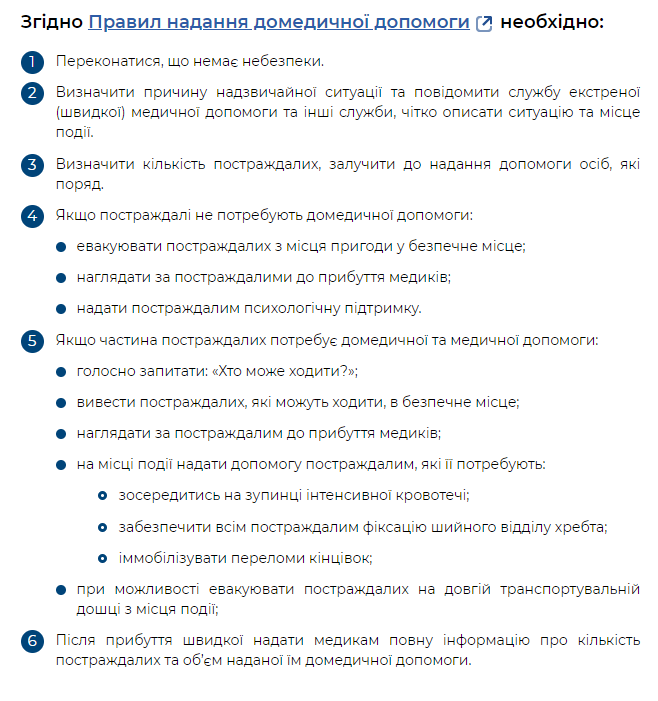 Згідно Правил надання домедичної допомоги необхідно:
1 Переконатися, що немає небезпеки.
2 Визначити причину надзвичайної ситуації та повідомити службу екстреної
(швидкої) медичної допомоги та інші служби, чітко описати ситуацію та місце
події.
3 Визначити кількість постраждалих, залучити до надання допомоги осіб, які
поряд.
4 Якщо постраждалі не потребують домедичної допомоги:
евакуювати постраждалих з місця пригоди у безпечне місце;
наглядати за постраждалими до прибуття медиків;
надати постраждалим психологічну підтримку.
5 Якщо частина постраждалих потребує домедичної та медичної допомоги:
голосно запитати: «Хто може ходити?»;
вивести постраждалих, які можуть ходити, в безпечне місце;
наглядати за постраждалим до прибуття медиків;
на місці події надати допомогу постраждалим, які її потребують:
зосередитись на зупинці інтенсивної кровотечі;
забезпечити всім постраждалим фіксацію шийного відділу хребта;
іммобілізувати переломи кінцівок;
при можливості евакуювати постраждалих на довгій транспортувальній
дошці з місця події;
6 Після прибуття швидкої надати медикам повну інформацію про кількість
постраждалих та об'єм наданої їм домедичної допомоги.